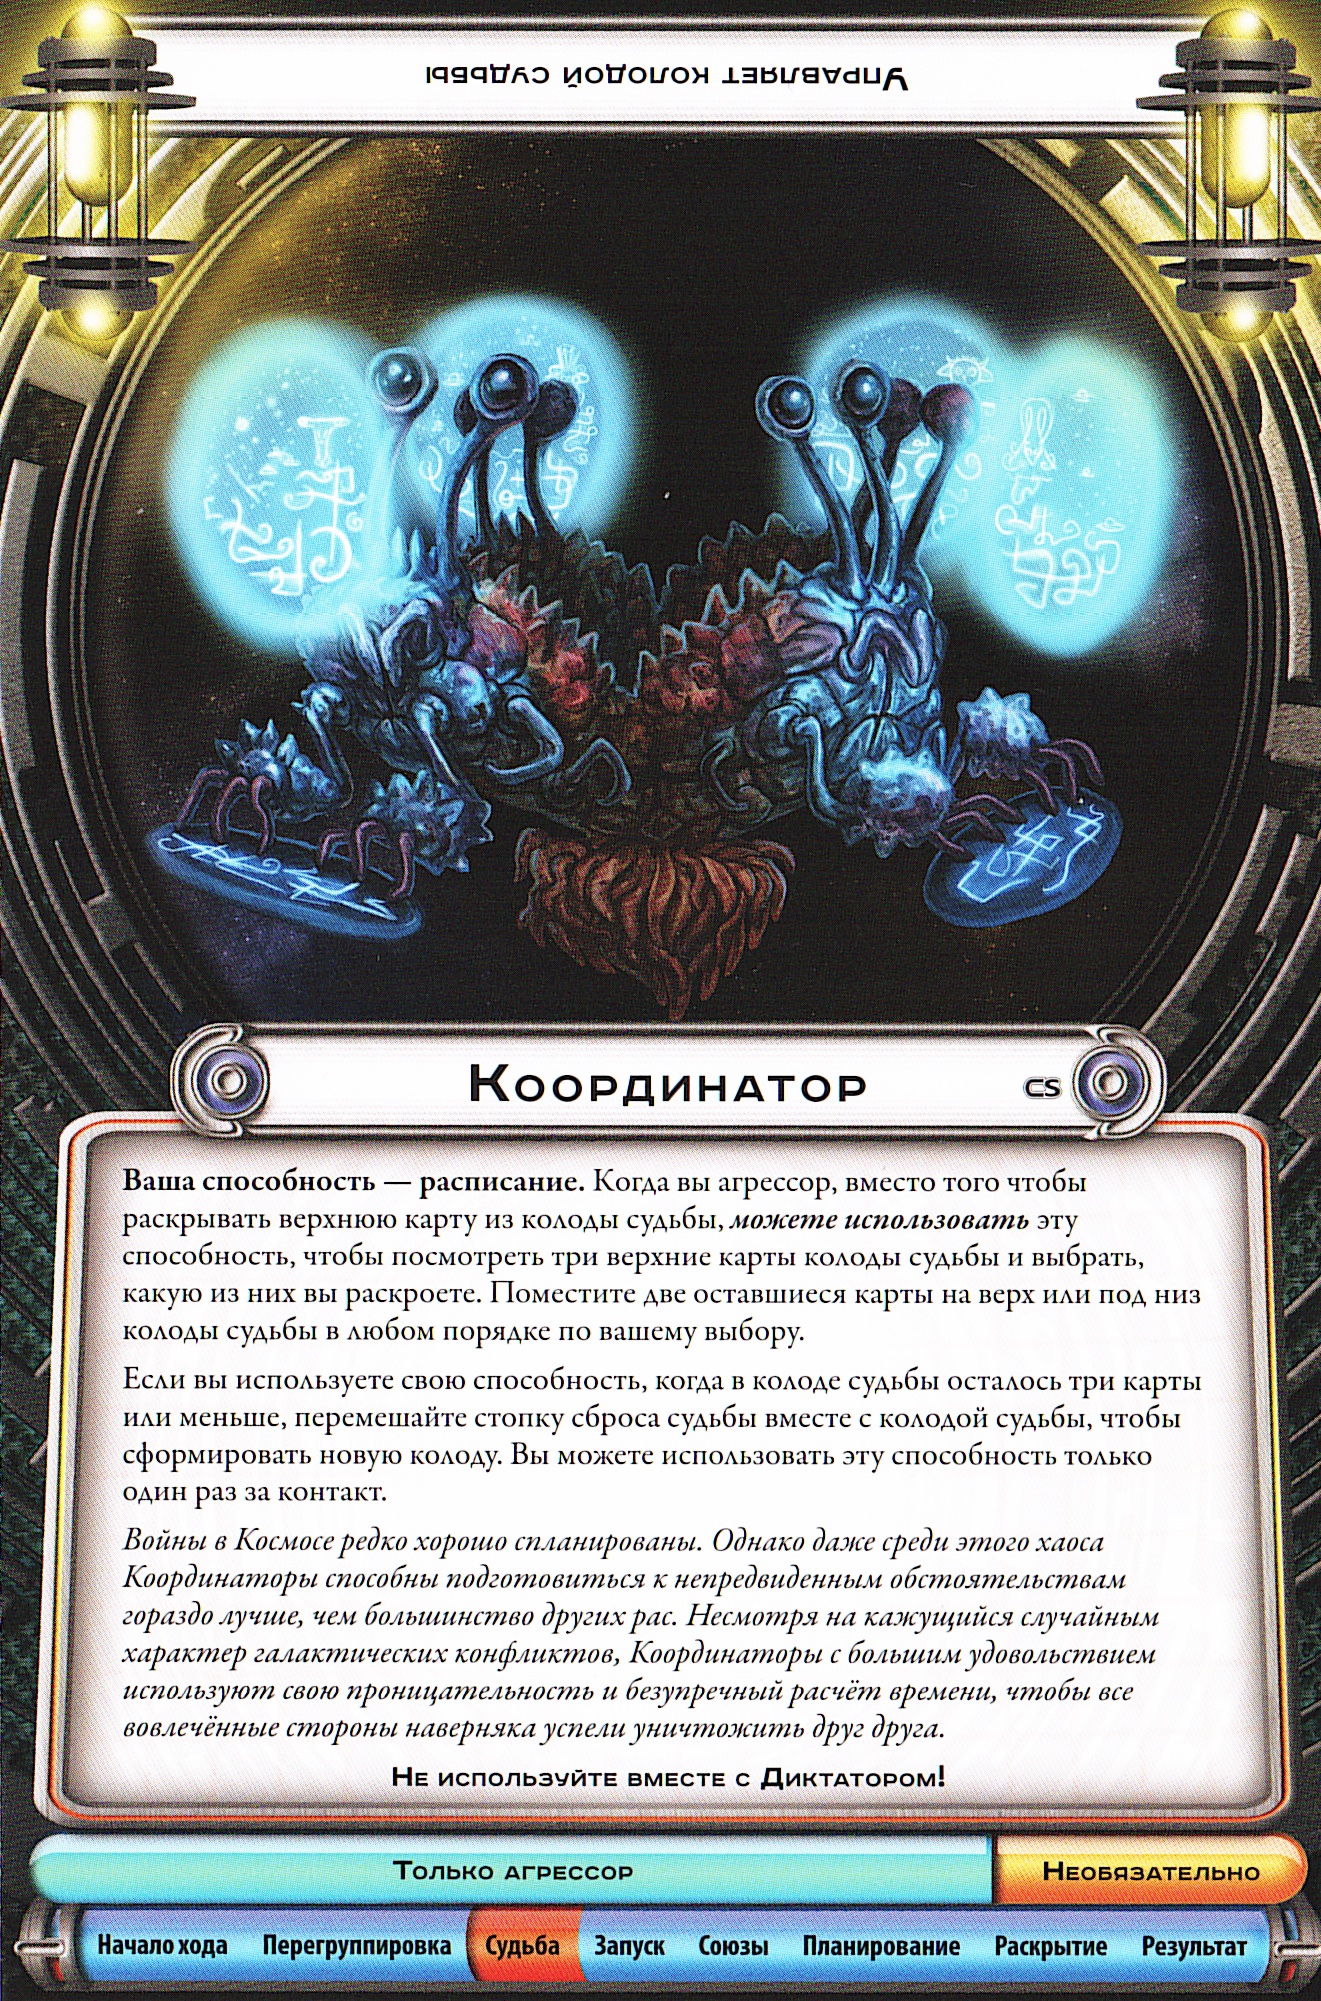 Управляет колодой судьбы
Координатор
CS
Ваша способность — расписание. Когда вы агрессор, вместо того чтобы
раскрывать верхнюю карту из колоды судьбы, можете использовать эту
способность, чтобы посмотреть три верхние карты колоды судьбы и выбрать,
какую из них вы раскроете. Поместите две оставшиеся карты на верх или под низ
колоды судьбы в любом порядке по вашему выбору.
Если вы используете свою способность, когда в колоде судьбы осталось три карты
или меньше, перемешайте стопку сброса судьбы вместе с колодой судьбы, чтобы
сформировать новую колоду. Вы можете использовать эту способность только
один раз за контакт.
Войны в Космосе редко хорошо спланированы. Однако даже среди этого хаоса
Координаторы способны подготовиться к непредвиденным обстоятельствам
гораздо лучше, чем большинство других рас. Несмотря на кажущийся случайным
характер галактических конфликтов, Координаторы с большим удовольствием
используют свою проницательность и безупречный расчёт времени, чтобы все
вовлечённые стороны наверняка успели уничтожить друг друга.
Не используйте вместе с Диктатором!
Только агрессор
Необязательно
Начало хода Перегруппировка Судьба Запуск Союзы Планирование Раскрытие Результат